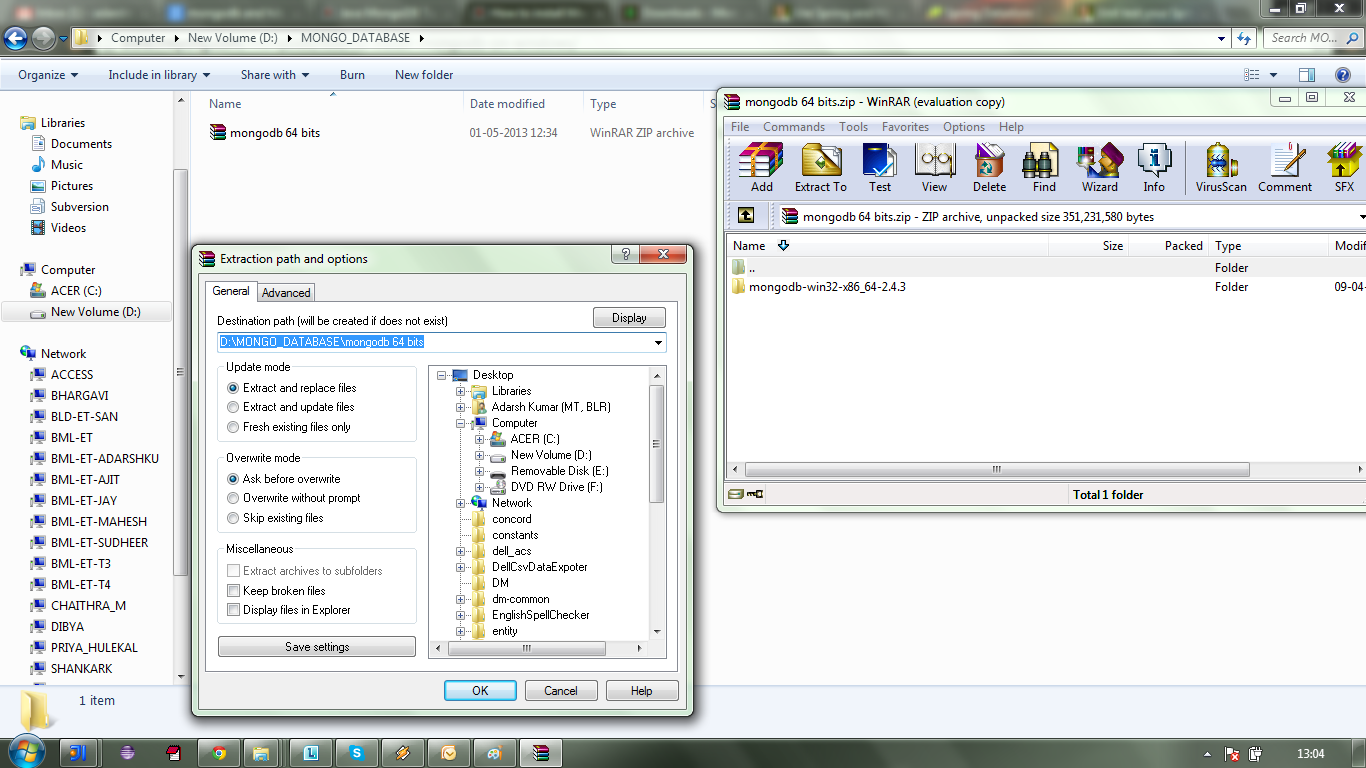 Computer ▸ New Volume (D:) ▸ MONGO_DATABASE ▸
Search MO...
Organize Include in library Share with Burn New folder
Name Date modified Type S
mongodb 64 bits 01-05-2013 12:34 WinRAR ZIP archive
Libraries
Documents
Music
Pictures
Subversion
Videos
Computer
ACER (C:)
New Volume (D:)
Network
ACCESS
BHARGAVI
BLD-ET-SAN
BML-ET
BML-ET-ADARSHKU
BML-ET-AJIT
BML-ET-JAY
BML-ET-MAHESH
BML-ET-SUDHEER
BML-ET-T3
BML-ET-T4
CHAITHRA_M
DIBYA
PRIYA_HULEKAL
SHANKARK
1 item
mongodb 64 bits.zip - WinRAR (evaluation copy)
File Commands Tools Favorites Options Help
Add Extract To Test View Delete Find Wizard Info VirusScan Comment SFX
mongodb 64 bits.zip - ZIP archive, unpacked size 351,231,580 bytes
Name Size Packed Type Modif
.. Folder
mongodb-win32-x86_64-2.4.3 Folder 09-04-
Total 1 folder
Extraction path and options
General Advanced
Destination path (will be created if does not exist)
Display
D:\MONGO_DATABASE\mongodb 64 bits
Update mode
Extract and replace files
Extract and update files
Fresh existing files only
Overwrite mode
Ask before overwrite
Overwrite without prompt
Skip existing files
Miscellaneous
Extract archives to subfolders
Keep broken files
Display files in Explorer
Save settings
Desktop
Libraries
Adarsh Kumar (MT, BLR)
Computer
ACER (C:)
New Volume (D:)
Removable Disk (E:)
DVD RW Drive (F:)
Network
concord
constants
dell_acs
DellCsvDataExpoter
DM
dm-common
EnglishSpellChecker
entity
OK Cancel Help
13:04